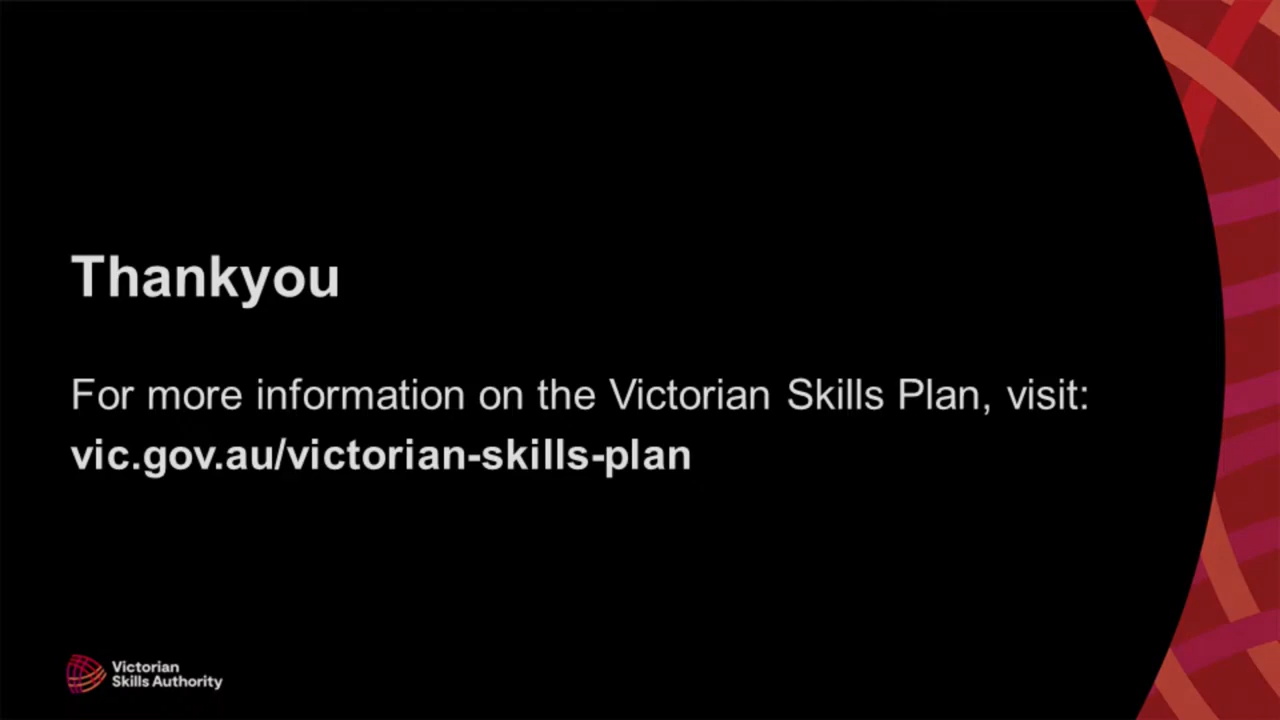 Thankyou
For more information on the Victorian Skills Plan, visit:
vic.gov.au/victorian-skills-plan
Victorian
Skills Authority